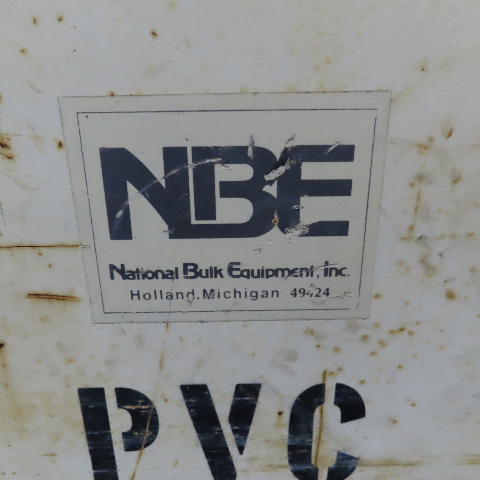 NBE
National Bulk Equipment, Inc.
Holland, Michigan 49424
PVC